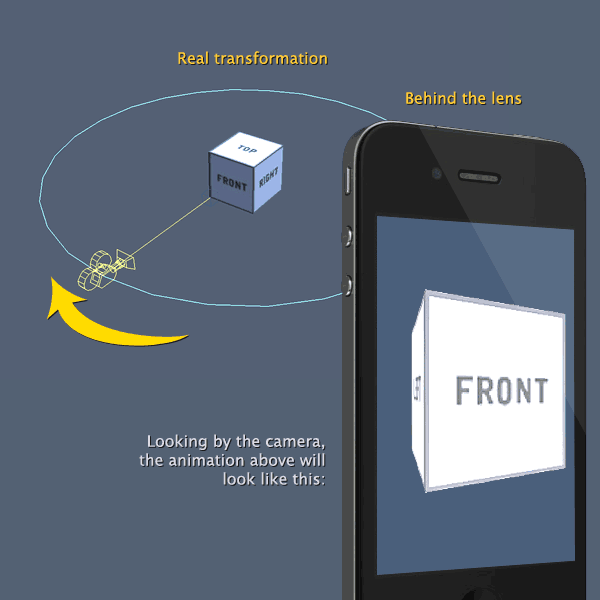 Real transformation
Behind the lens
TOP
FRONT
RIGHT
FRONT
Looking by the camera,
the animation above will
look like this: